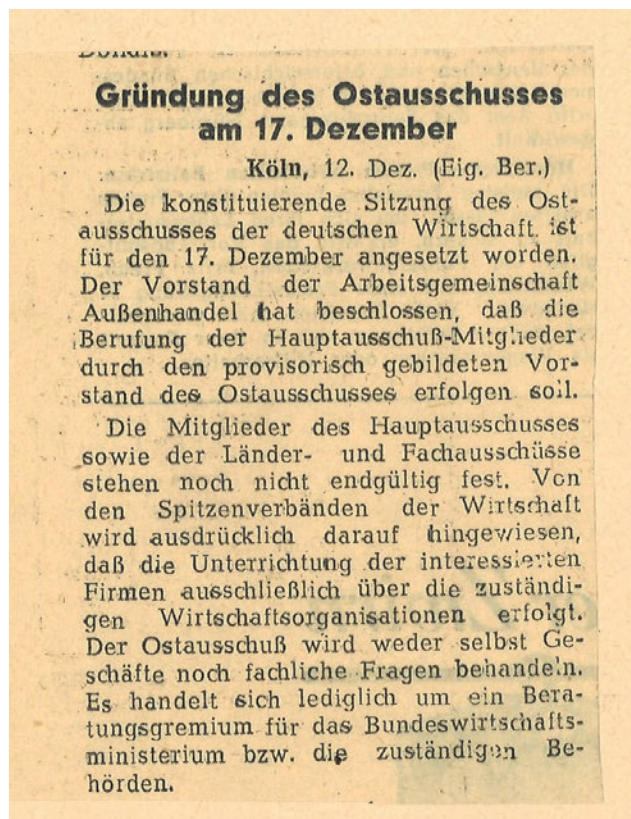 Gründung des Ostausschusses
am 17. Dezember
Köln, 12. Dez. (Eig. Ber.)
Die konstituierende Sitzung des Ost-
ausschusses der deutschen Wirtschaft ist
für den 17. Dezember angesetzt worden.
Der Vorstand der Arbeitsgemeinschaft
Außenhandel hat beschlossen, daß die
Berufung der Hauptausschuß-Mitglieder
durch den provisorisch gebildeten Vor-
stand des Ostausschusses erfolgen soll.
Die Mitglieder des Hauptausschusses
sowie der Länder- und Fachausschüsse
stehen noch nicht endgültig fest. Von
den Spitzenverbänden der Wirtschaft
wird ausdrücklich darauf hingewiesen,
daß die Unterrichtung der interessierten
Firmen ausschließlich über die zuständi-
gen Wirtschaftsorganisationen erfolgt.
Der Ostausschuß wird weder selbst Ge-
schäfte noch fachliche Fragen behandeln.
Es handelt sich lediglich um ein Bera-
tungsgremium für das Bundeswirtschafts-
ministerium bzw. die zuständigen Be-
hörden.